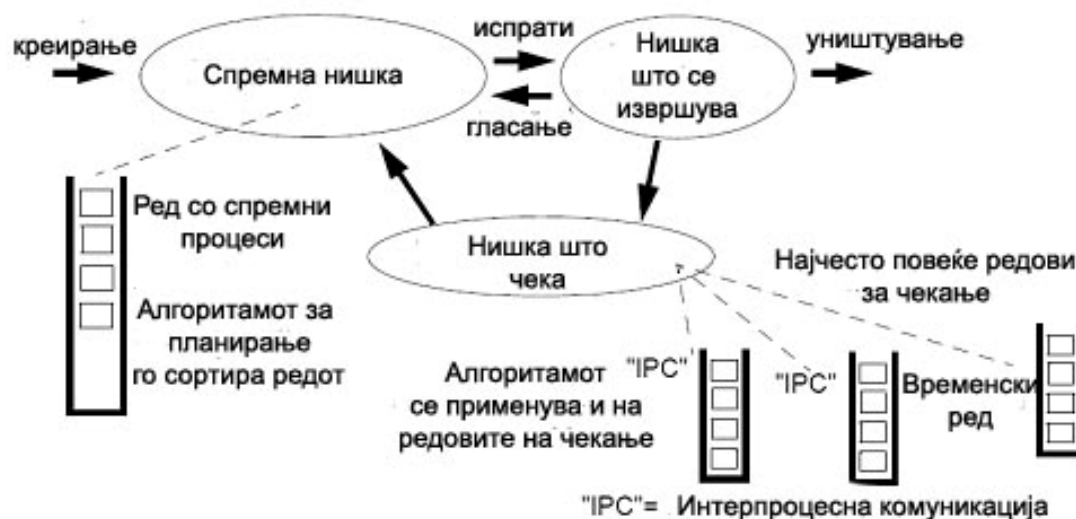 креирање
Спремна нишка
испрати
гласање
Нишка
што се
извршува
уништување
Ред со спремни
процеси
Алгоритамот за
планирање
го сортира редот
Нишка што
чека
Најчесто повеќе редови
за чекање
Алгоритамот
се применува и на
редовите на чекање
"IPC"
"IPC"
Временски
ред
"IPC"= Интерпроцесна комуникација